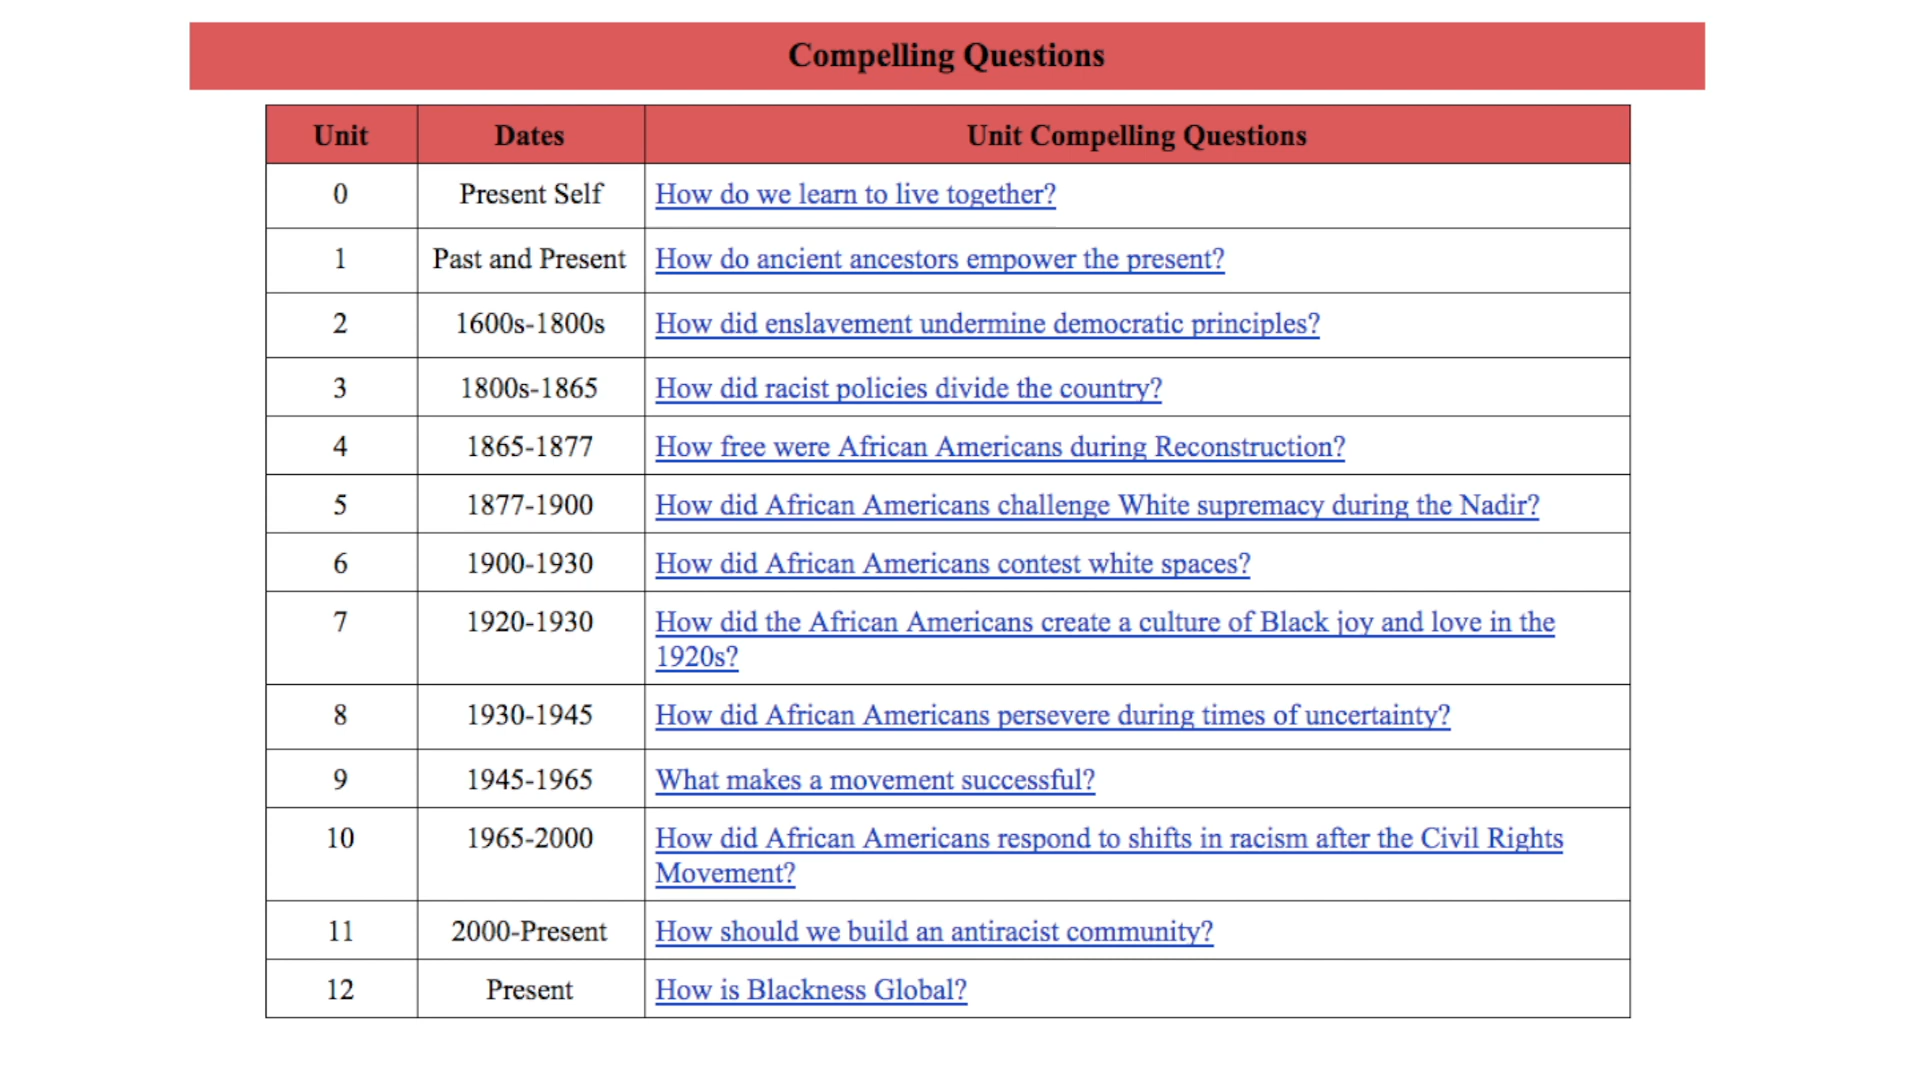 Compelling Questions
Unit Dates Unit Compelling Questions
0 Present Self How do we learn to live together?
1 Past and Present How do ancient ancestors empower the present?
2 1600s-1800s How did enslavement undermine democratic principles?
3 1800s-1865 How did racist policies divide the country?
4 1865-1877 How free were African Americans during Reconstruction?
5 1877-1900 How did African Americans challenge White supremacy during the Nadir?
6 1900-1930 How did African Americans contest white spaces?
7 1920-1930 How did the African Americans create a culture of Black joy and love in the
1920s?
8 1930-1945 How did African Americans persevere during times of uncertainty?
9 1945-1965 What makes a movement successful?
10 1965-2000 How did African Americans respond to shifts in racism after the Civil Rights
Movement?
11 2000-Present How should we build an antiracist community?
12 Present How is Blackness Global?